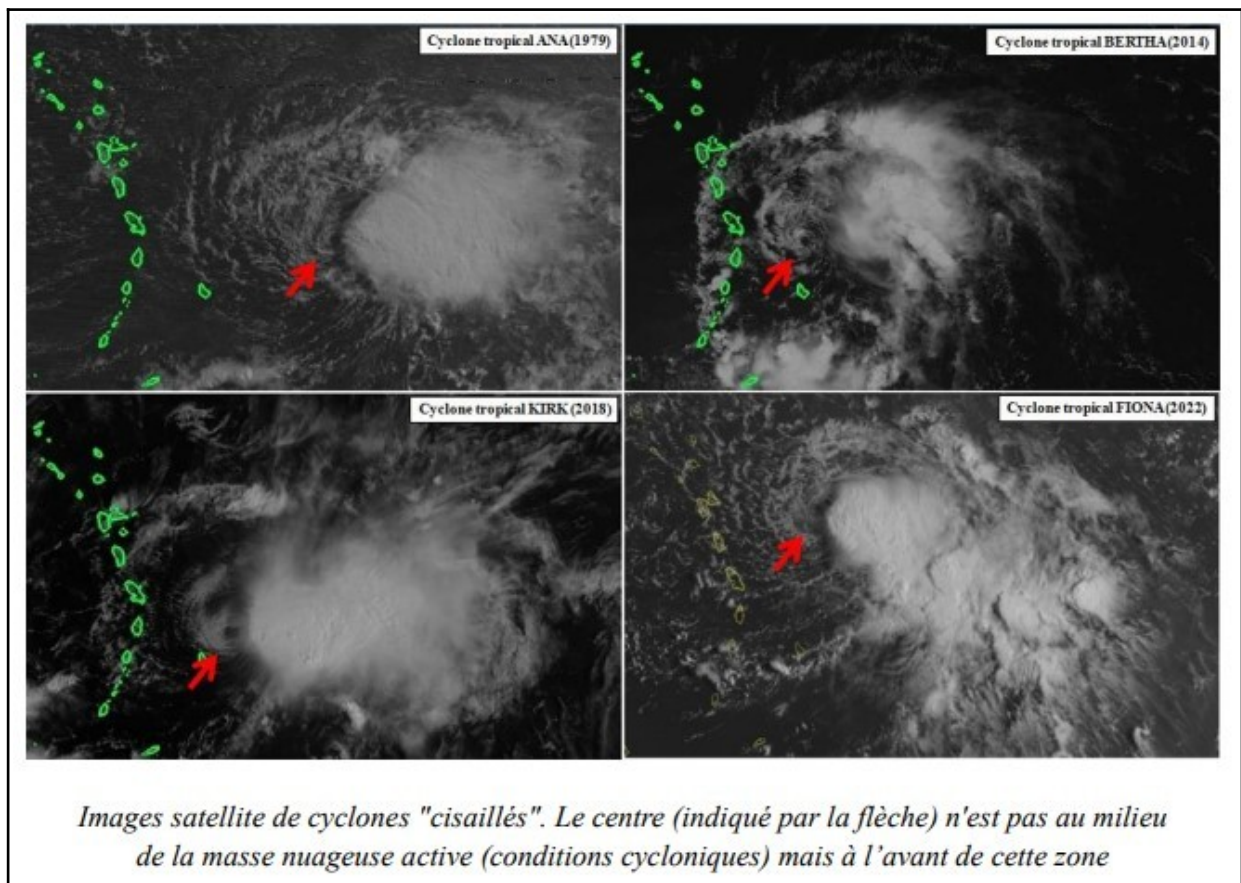 Cyclone tropical ANA(1979)
Cyclone tropical BERTHA (2014)
Cyclone tropical KIRK (2018)
Cyclone tropical FIONA (2022)
Images satellite de cyclones "cisaillés". Le centre (indiqué par la flèche) n'est pas au milieu
de la masse nuageuse active (conditions cycloniques) mais à l’avant de cette zone